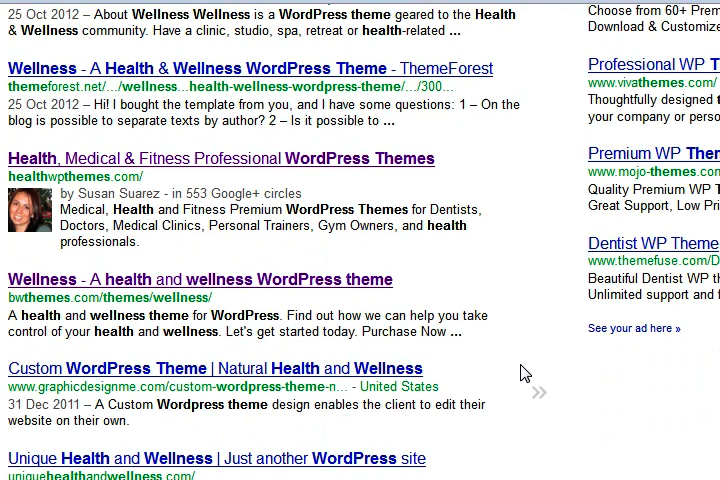 25 Oct 2012 – About Wellness Wellness is a WordPress theme geared to the Health
& Wellness community. Have a clinic, studio, spa, retreat or health-related ...
Wellness - A Health & Wellness WordPress Theme - ThemeForest
themeforest.net/.../wellness...health-wellness-wordpress-theme/.../300...
25 Oct 2012 – Hi! I bought the template from you, and I have some questions: 1 – On the
blog is possible to separate texts by author? 2 – Is it possible to ...
Health, Medical & Fitness Professional WordPress Themes
healthwpthemes.com/
by Susan Suarez - in 553 Google+ circles
Medical, Health and Fitness Premium WordPress Themes for Dentists,
Doctors, Medical Clinics, Personal Trainers, Gym Owners, and health
professionals.
Wellness - A health and wellness WordPress theme
bwthemes.com/themes/wellness/
A health and wellness theme for WordPress. Find out how we can help you take
control of your health and wellness. Let's get started today. Purchase Now ...
Custom WordPress Theme | Natural Health and Wellness
www.graphicdesignme.com/custom-wordpress-theme-n... - United States
31 Dec 2011 – A Custom Wordpress theme design enables the client to edit their
website on their own.
Unique Health and Wellness | Just another WordPress site
uniquehealthandwellness.com/
Choose from 60+ Prem
Download & Customize
Professional WP T
www.vivathemes.com/
Thoughtfully designed t
your company or perso
Premium WP Ther
www.mojo-themes.com
Quality Premium WP T
Great Support, Low Pri
Dentist WP Theme
www.themefuse.com/D
Beautiful Dentist WP th
Unlimited support and f
See your ad here »